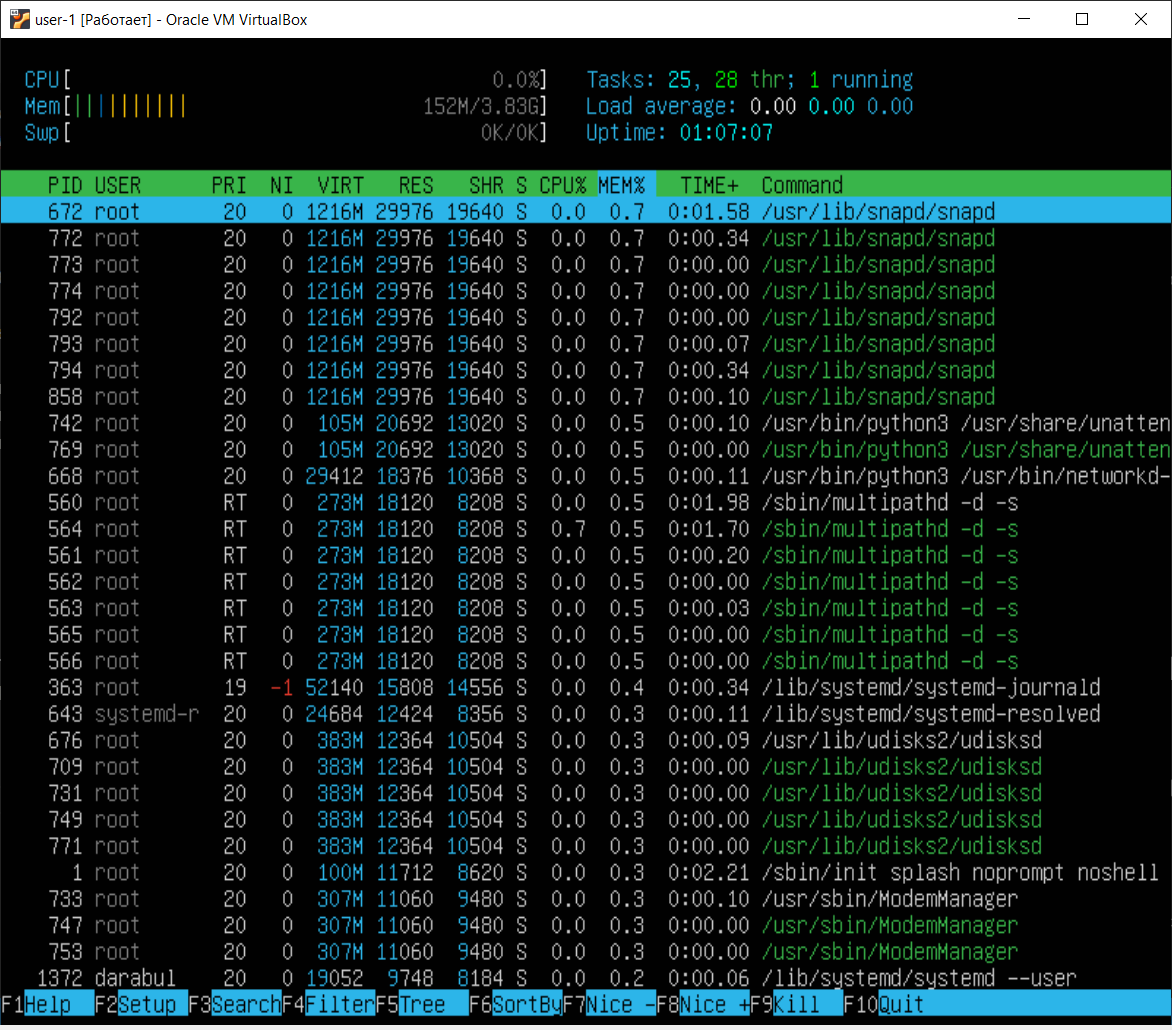 user-1 [Работает] - Oracle VM VirtualBox
CPU[ 0.0%] Tasks: 25, 28 thr; 1 running
Mem[|||||||||| 152M/3.83G] Load average: 0.00 0.00 0.00
Swp[ 0K/0K] Uptime: 01:07:07
PID USER PRI NI VIRT RES SHR S CPU% MEM% TIME+ Command
672 root 20 0 1216M 29976 19640 S 0.0 0.7 0:01.58 /usr/lib/snapd/snapd
772 root 20 0 1216M 29976 19640 S 0.0 0.7 0:00.34 /usr/lib/snapd/snapd
773 root 20 0 1216M 29976 19640 S 0.0 0.7 0:00.00 /usr/lib/snapd/snapd
774 root 20 0 1216M 29976 19640 S 0.0 0.7 0:00.00 /usr/lib/snapd/snapd
792 root 20 0 1216M 29976 19640 S 0.0 0.7 0:00.00 /usr/lib/snapd/snapd
793 root 20 0 1216M 29976 19640 S 0.0 0.7 0:00.07 /usr/lib/snapd/snapd
794 root 20 0 1216M 29976 19640 S 0.0 0.7 0:00.34 /usr/lib/snapd/snapd
858 root 20 0 1216M 29976 19640 S 0.0 0.7 0:00.10 /usr/lib/snapd/snapd
742 root 20 0 105M 20692 13020 S 0.0 0.5 0:00.10 /usr/bin/python3 /usr/share/unatten
769 root 20 0 105M 20692 13020 S 0.0 0.5 0:00.00 /usr/bin/python3 /usr/share/unatten
668 root 20 0 29412 18376 10368 S 0.0 0.5 0:00.11 /usr/bin/python3 /usr/bin/networkd-
560 root RT 0 273M 18120 8208 S 0.0 0.5 0:01.98 /sbin/multipathd -d -s
564 root RT 0 273M 18120 8208 S 0.7 0.5 0:01.70 /sbin/multipathd -d -s
561 root RT 0 273M 18120 8208 S 0.0 0.5 0:00.20 /sbin/multipathd -d -s
562 root RT 0 273M 18120 8208 S 0.0 0.5 0:00.00 /sbin/multipathd -d -s
563 root RT 0 273M 18120 8208 S 0.0 0.5 0:00.03 /sbin/multipathd -d -s
565 root RT 0 273M 18120 8208 S 0.0 0.5 0:00.00 /sbin/multipathd -d -s
566 root RT 0 273M 18120 8208 S 0.0 0.5 0:00.00 /sbin/multipathd -d -s
363 root 19 -1 52140 15808 14556 S 0.0 0.4 0:00.34 /lib/systemd/systemd-journald
643 systemd-r 20 0 24684 12424 8356 S 0.0 0.3 0:00.11 /lib/systemd/systemd-resolved
676 root 20 0 383M 12364 10504 S 0.0 0.3 0:00.09 /usr/lib/udisks2/udisksd
709 root 20 0 383M 12364 10504 S 0.0 0.3 0:00.00 /usr/lib/udisks2/udisksd
731 root 20 0 383M 12364 10504 S 0.0 0.3 0:00.00 /usr/lib/udisks2/udisksd
749 root 20 0 383M 12364 10504 S 0.0 0.3 0:00.00 /usr/lib/udisks2/udisksd
771 root 20 0 383M 12364 10504 S 0.0 0.3 0:00.00 /usr/lib/udisks2/udisksd
1 root 20 0 100M 11712 8620 S 0.0 0.3 0:02.21 /sbin/init splash noprompt noshell
733 root 20 0 307M 11060 9480 S 0.0 0.3 0:00.10 /usr/sbin/ModemManager
747 root 20 0 307M 11060 9480 S 0.0 0.3 0:00.00 /usr/sbin/ModemManager
753 root 20 0 307M 11060 9480 S 0.0 0.3 0:00.00 /usr/sbin/ModemManager
1372 darabul 20 0 19052 9748 8184 S 0.0 0.2 0:00.06 /lib/systemd/systemd --user
F1Help F2Setup F3SearchF4FilterF5Tree F6SortByF7Nice -F8Nice +F9Kill F10Quit